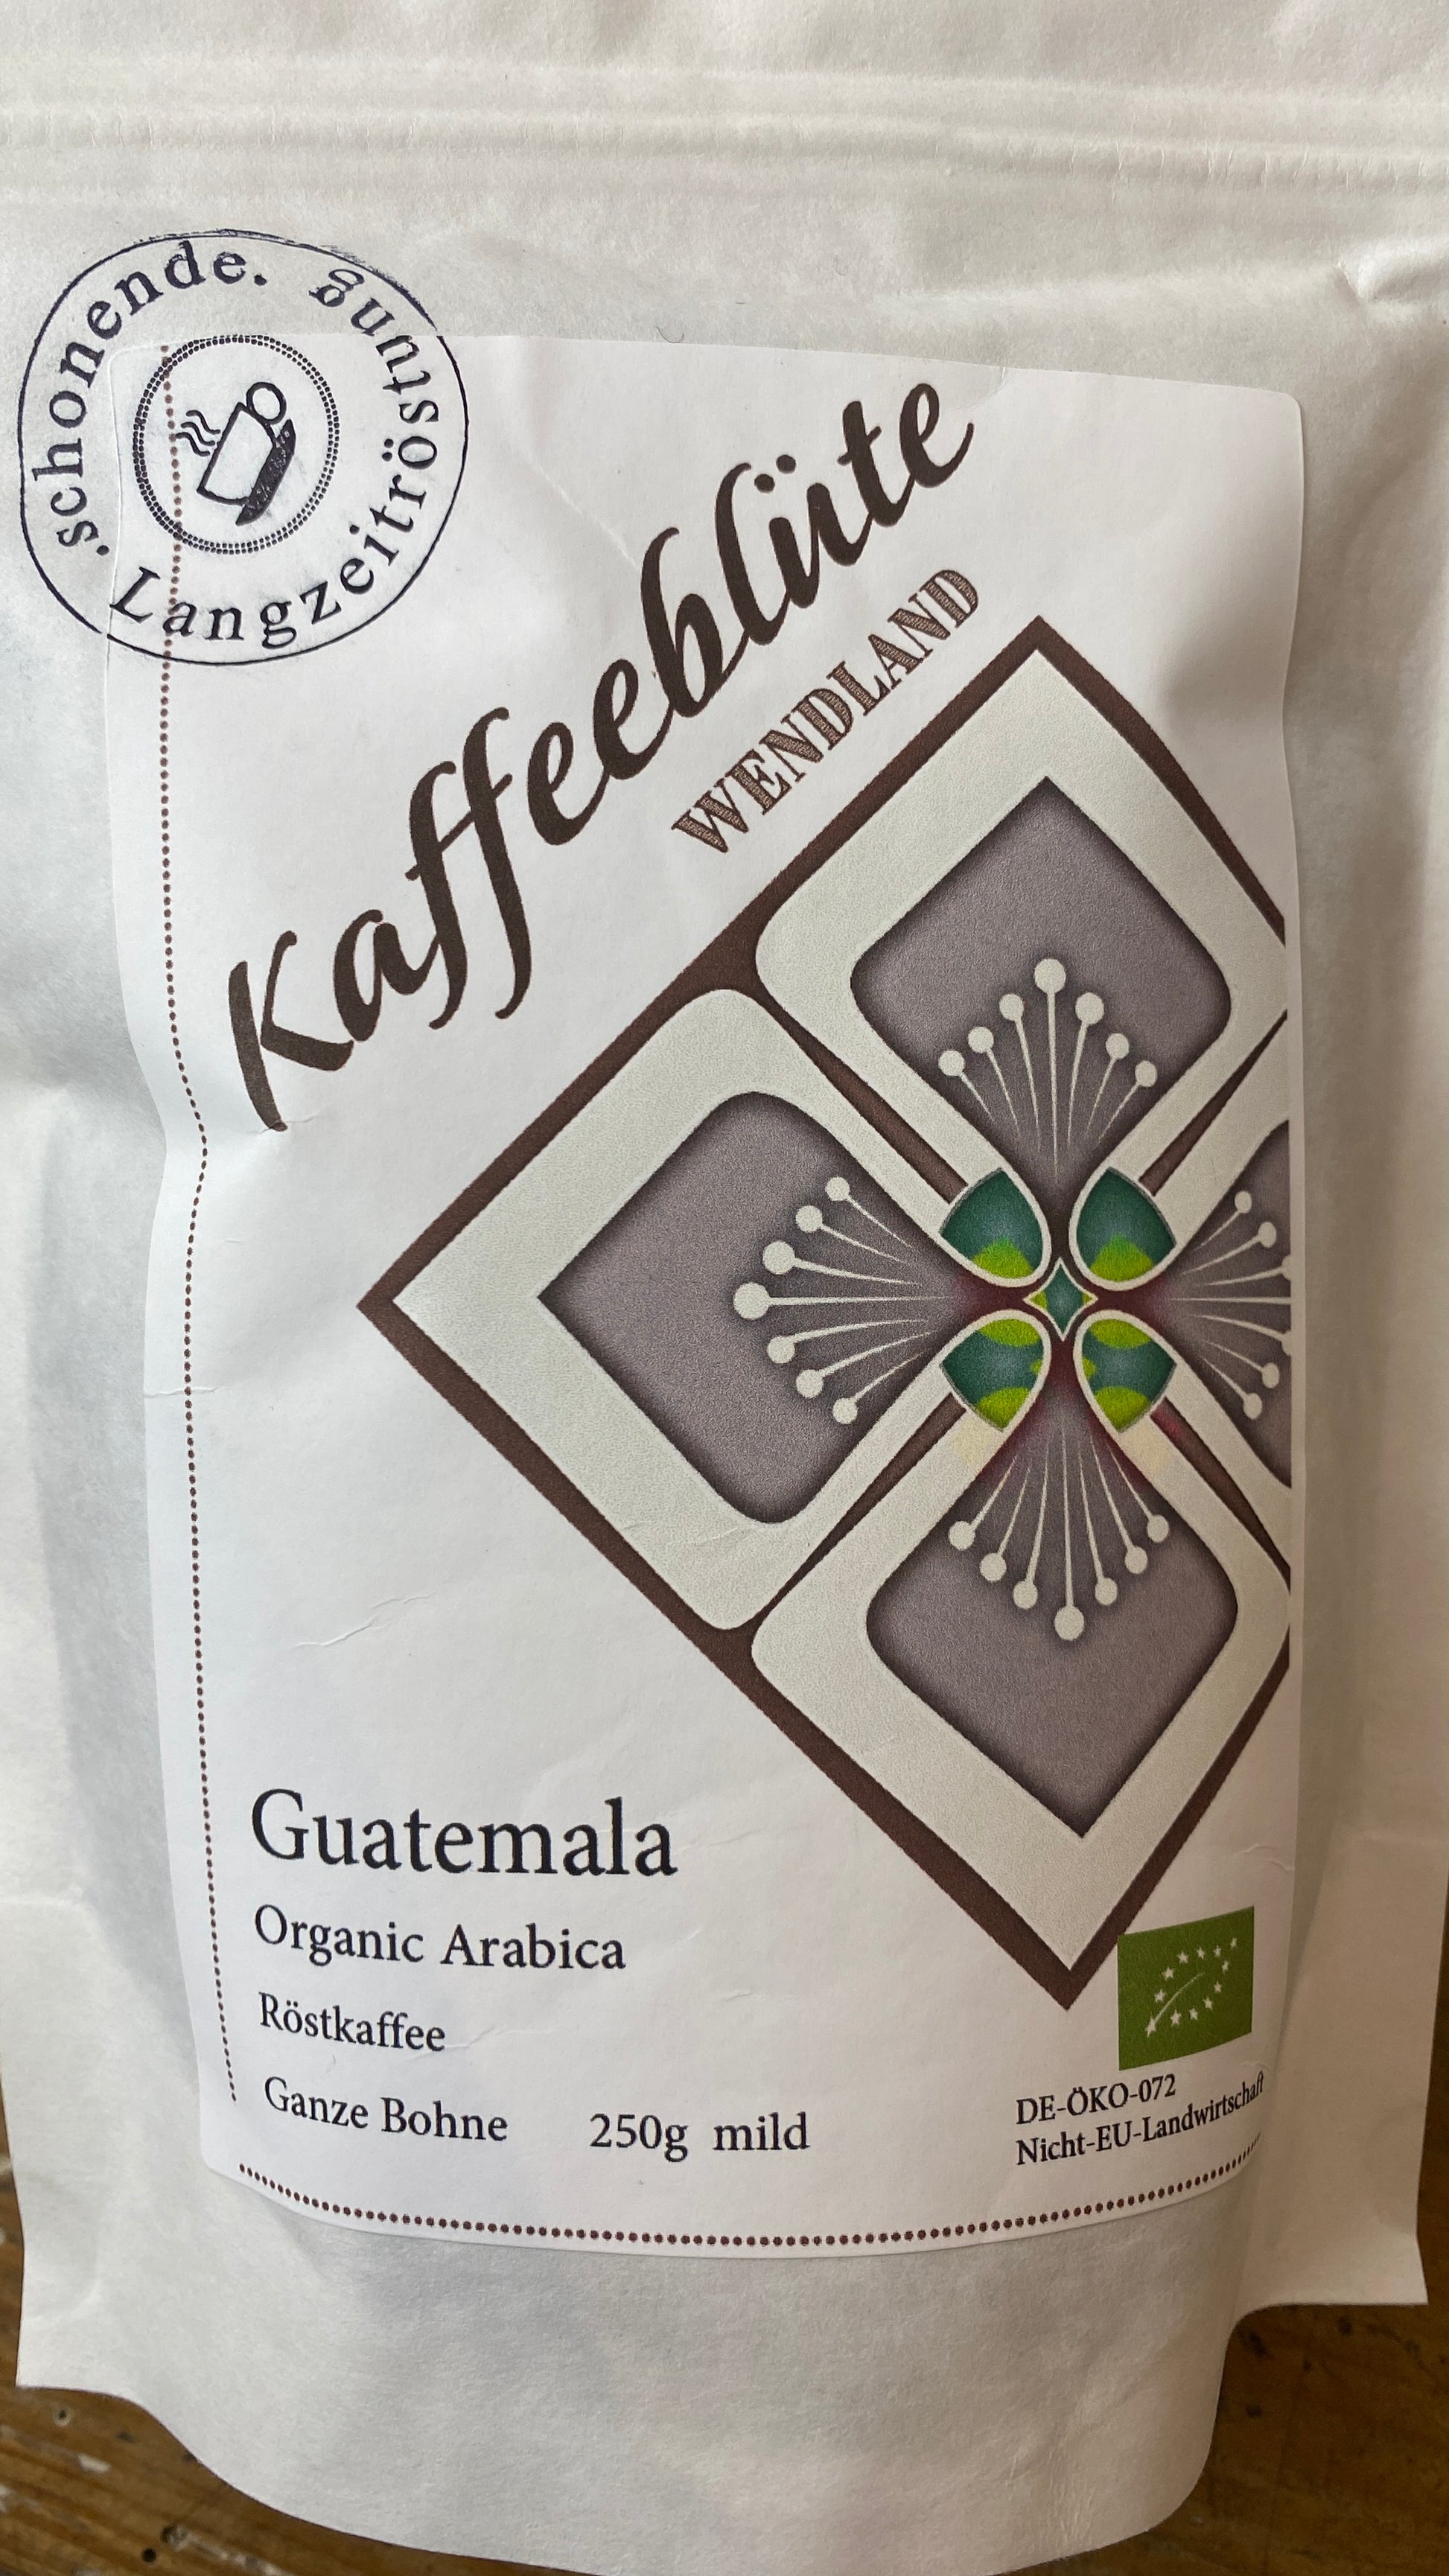 schonende.
Langzeitröstung
Kaffeeblüte
WENDLAND
Guatemala
Organic Arabica
Röstkaffee
Ganze Bohne 250g mild
DE-ÖKO-072
Nicht-EU-Landwirtschaft